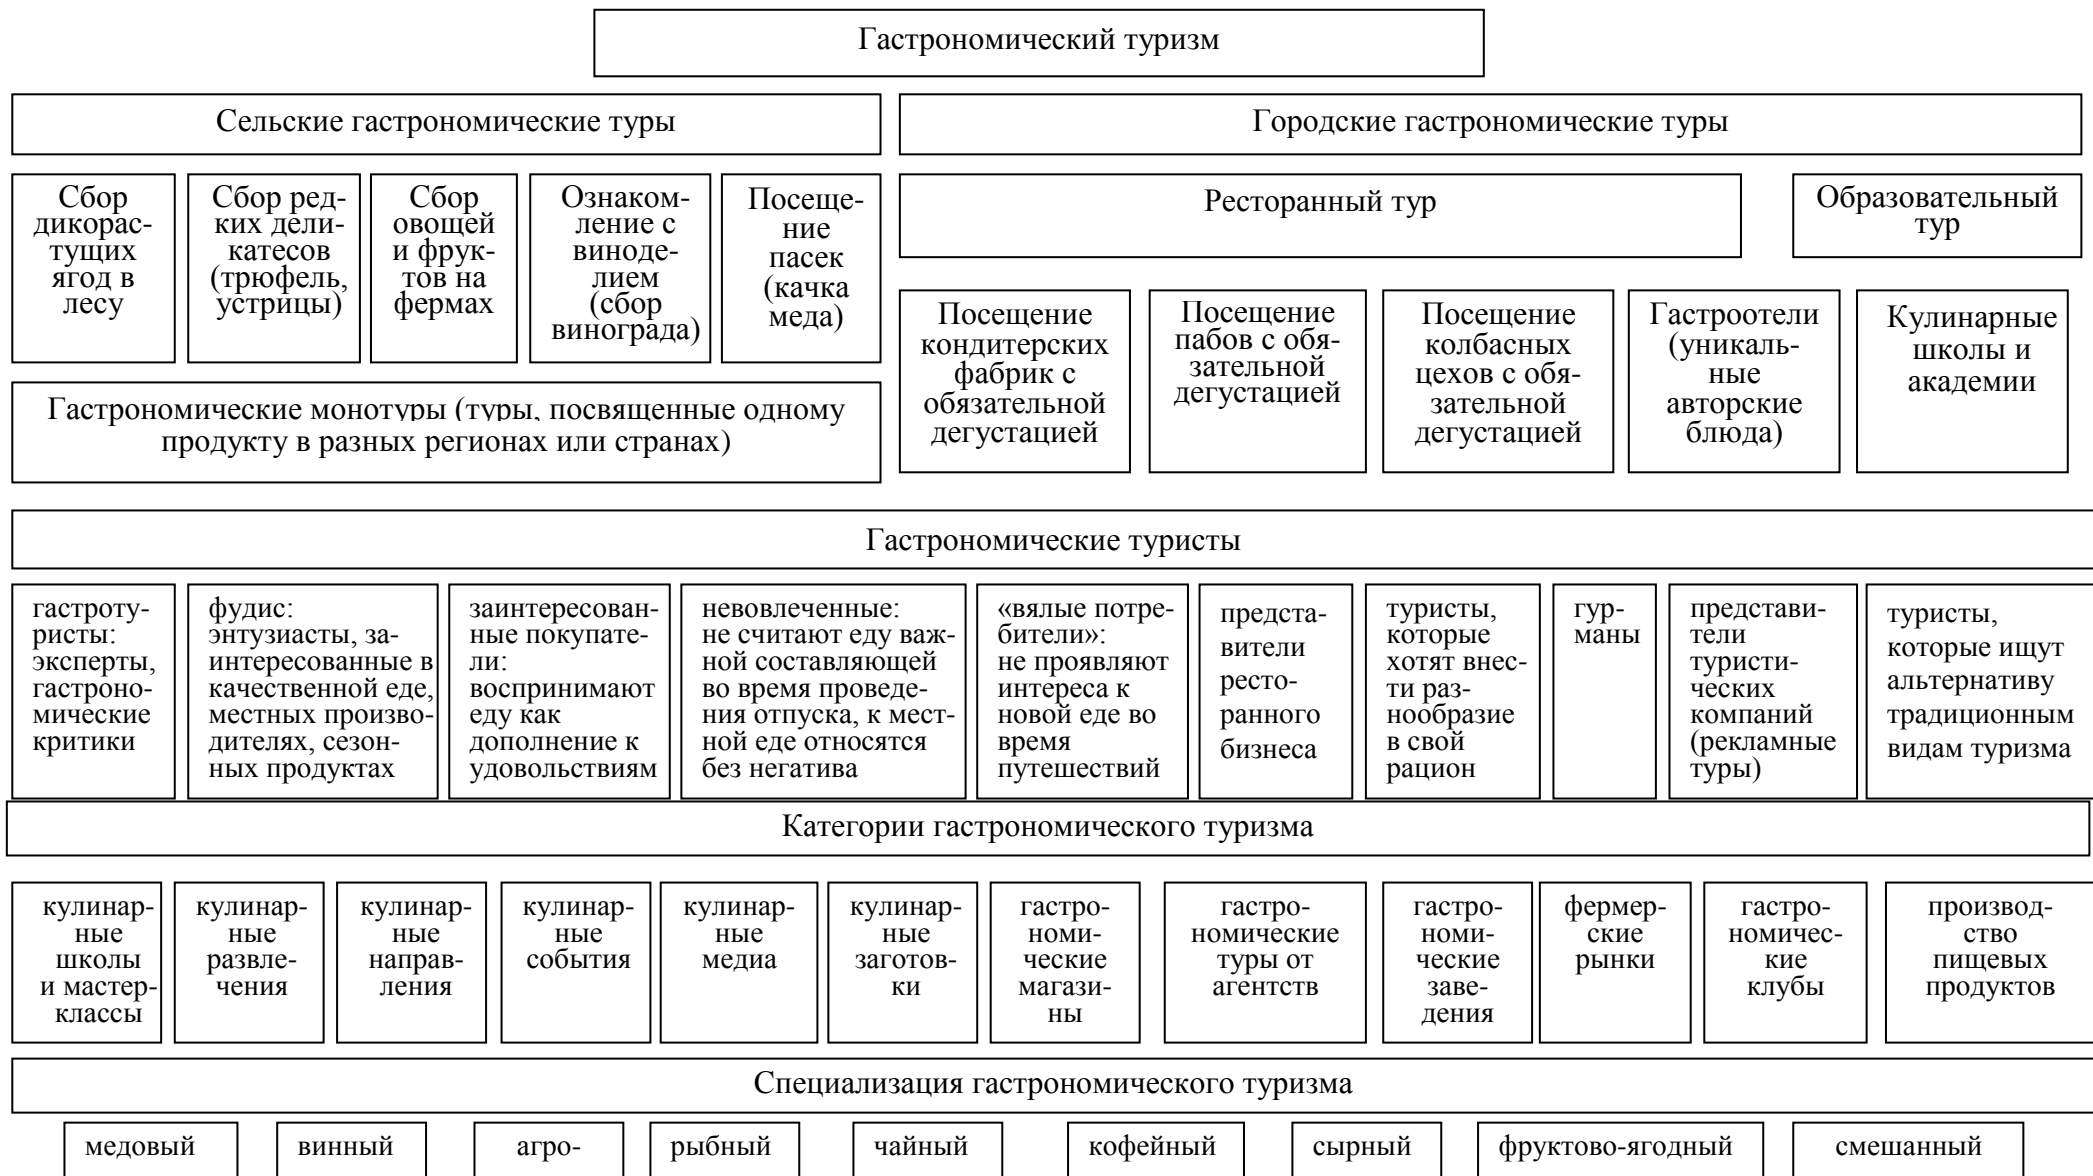 Гастрономический туризм
Сельские гастрономические туры
Городские гастрономические туры
Сбор
дикорас-
тущих
ягод в
лесу
Сбор ред-
ких дели-
катесов
(трюфель,
устрицы)
Сбор
овощей
и фрук-
тов на
фермах
Ознаком-
ление с
виноде-
лием
(сбор
винограда)
Посеще-
ние
пасек
(качка
меда)
Ресторанный тур
Образовательный
тур
Посещение
кондитерских
фабрик с
обязательной
дегустацией
Посещение
пабов с обя-
зательной
дегустацией
Посещение
колбасных
цехов с обя-
зательной
дегустацией
Гастроотели
(уникаль-
ные
авторские
блюда)
Кулинарные
школы и
академии
Гастрономические монотуры (туры, посвященные одному
продукту в разных регионах или странах)
Гастрономические туристы
гастроту-
ристы:
эксперты,
гастроно-
мические
критики
фудис:
энтузиасты, за-
интересованные в
качественной еде,
местных произво-
дителях, сезон-
ных продуктах
заинтересован-
ные покупате-
ли:
воспринимают
еду как
дополнение к
удовольствиям
невовлеченные:
не считают еду важ-
ной составляющей
во время проведе-
ния отпуска, к мест-
ной еде относятся
без негатива
«вялые потре-
бители»:
не проявляют
интереса к
новой еде во
время
путешествий
предста-
вители
ресто-
ранного
бизнеса
туристы,
которые
хотят внес-
ти раз-
нообразие
в свой
рацион
гур-
маны
представи-
тели
туристи-
ческих
компаний
(рекламные
туры)
туристы,
которые ищут
альтернативу
традиционным
видам туризма
Категории гастрономического туризма
кулинар-
ные
школы
и мастер-
классы
кулинар-
ные
развле-
чения
кулинар-
ные
направ-
ления
кулинар-
ные
события
кулинар-
ные
медиа
кулинар-
ные
заготов-
ки
гастро-
номи-
ческие
магази-
ны
гастро-
номические
туры от
агентств
гастро-
номи-
ческие
заве-
дения
фермер-
ские
рынки
гастро-
номичес-
кие
клубы
производ-
ство
пищевых
продуктов
Специализация гастрономического туризма
медовый
винный
агро-
рыбный
чайный
кофейный
сырный
фруктово-ягодный
смешанный